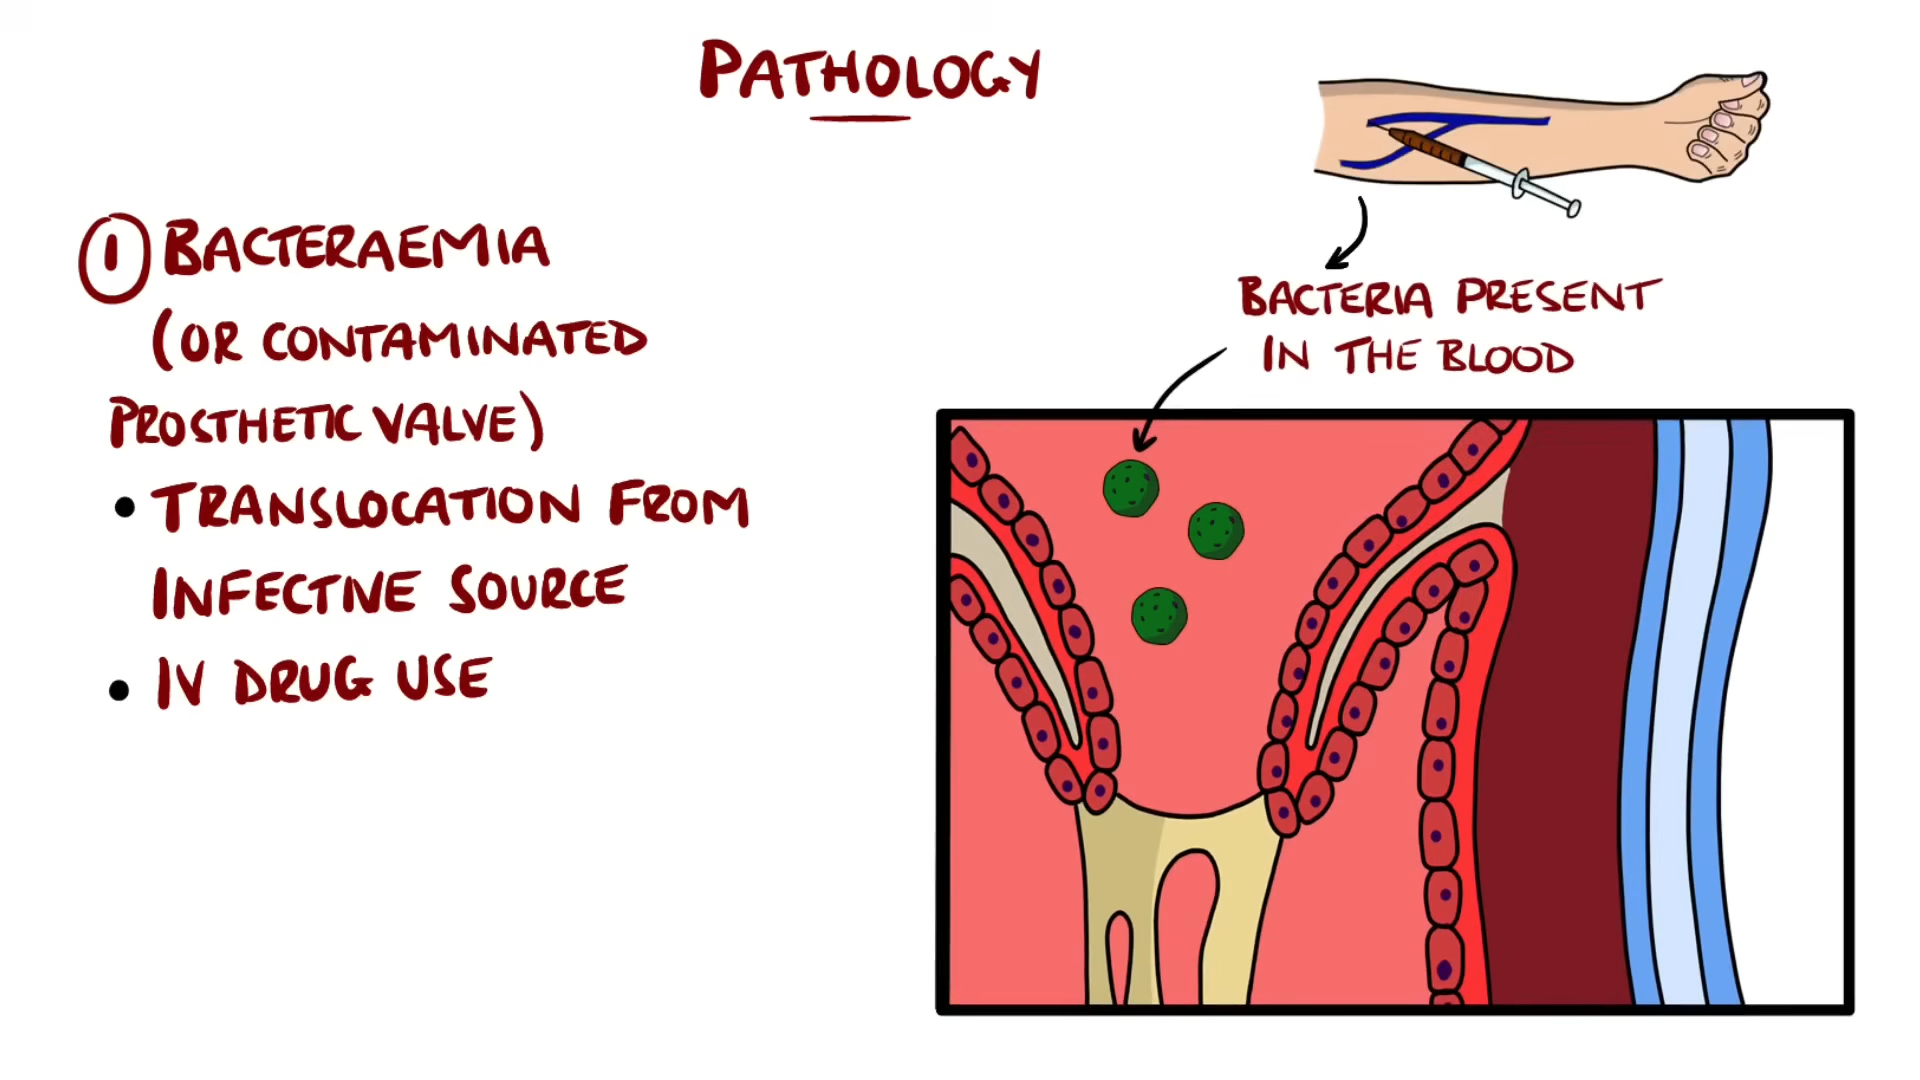 PATHOLOGY
① BACTERAEMIA
(OR CONTAMINATED
PROSTHETIC VALVE)
• TRANSLOCATION FROM
INFECTIVE SOURCE
• IV DRUG USE
BACTERIA PRESENT
IN THE BLOOD